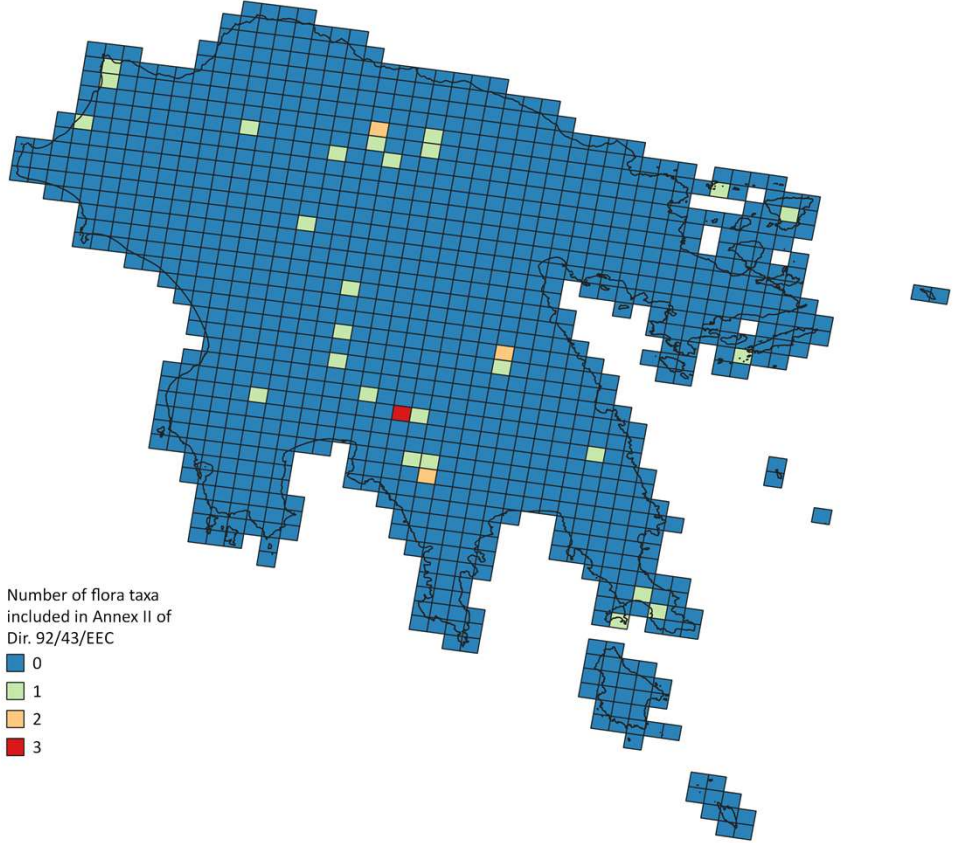 Number of flora taxa
included in Annex II of
Dir. 92/43/EEC
0
1
2
3